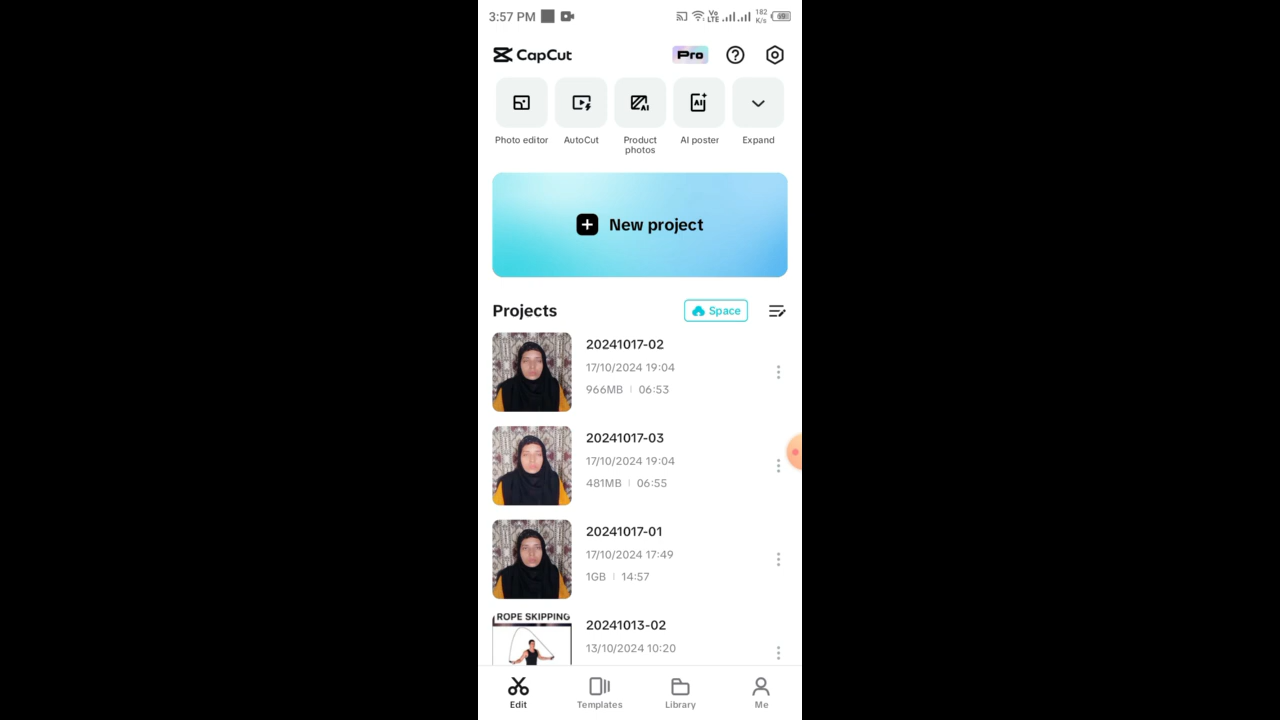 3:57 PM
Vo LTE
182 K/s
CapCut
Pro
Photo editor
AutoCut
Product photos
AI poster
Expand
New project
Projects
Space
20241017-02
17/10/2024 19:04
966MB | 06:53
20241017-03
17/10/2024 19:04
481MB | 06:55
20241017-01
17/10/2024 17:49
1GB | 14:57
ROPE SKIPPING
20241013-02
13/10/2024 10:20
Edit
Templates
Library
Me